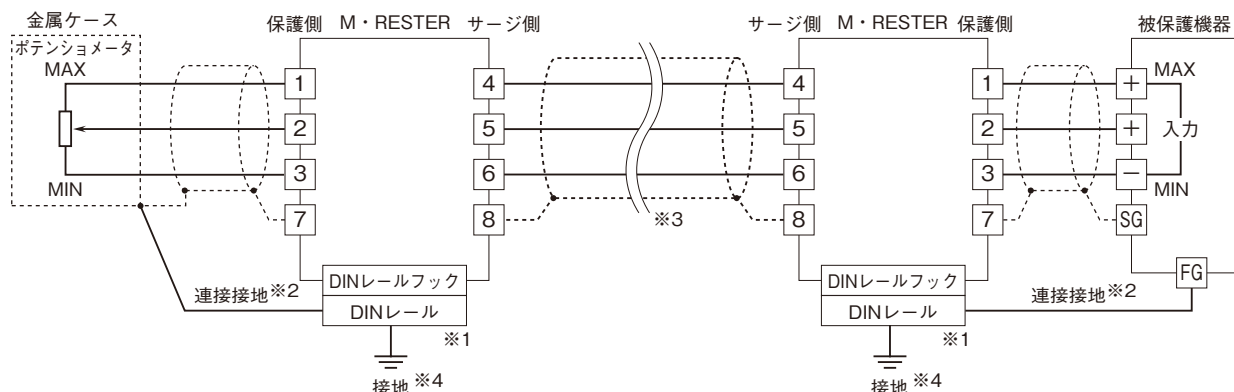 金属ケース
ポテンショメータ
MAX
MIN
保護側 M・RESTER サージ側
1
2
3
7
4
5
6
8
DINレールフック
DINレール
連接接地※2
※1
接地※4
※3
サージ側 M・RESTER 保護側
4
5
6
8
1
2
3
7
DINレールフック
DINレール
※1
接地※4
連接接地※2
被保護機器
+
+
−
SG
FG
MAX
入力
MIN